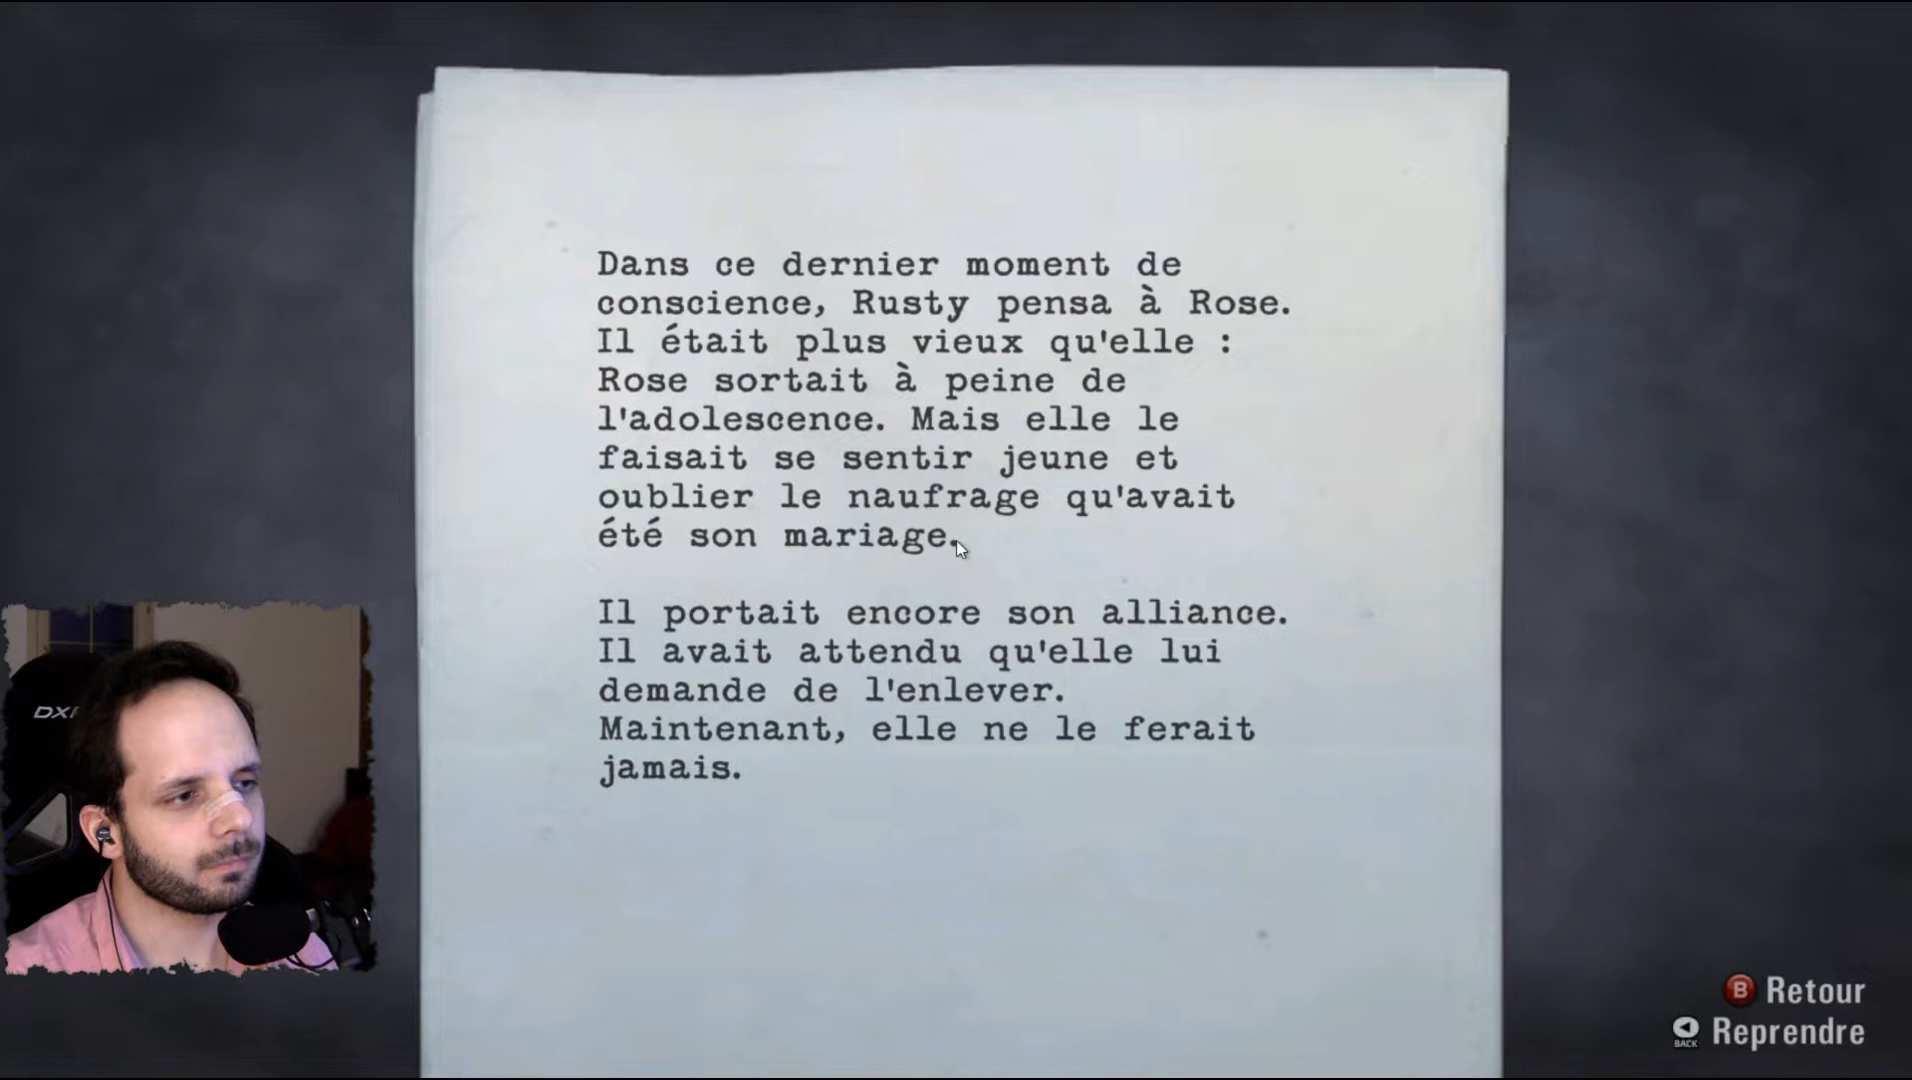 Dans ce dernier moment de
conscience, Rusty pensa à Rose.
Il était plus vieux qu'elle :
Rose sortait à peine de
l'adolescence. Mais elle le
faisait se sentir jeune et
oublier le naufrage qu'avait
été son mariage.
Il portait encore son alliance.
Il avait attendu qu'elle lui
demande de l'enlever.
Maintenant, elle ne le ferait
jamais.
B Retour
BACK Reprendre